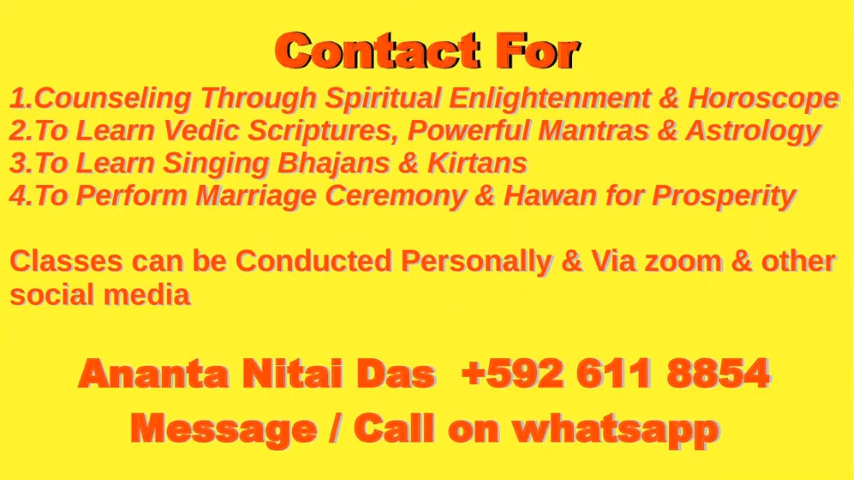 Contact For
1.Counseling Through Spiritual Enlightenment & Horoscope
2.To Learn Vedic Scriptures, Powerful Mantras & Astrology
3.To Learn Singing Bhajans & Kirtans
4.To Perform Marriage Ceremony & Hawan for Prosperity
Classes can be Conducted Personally & Via zoom & other
social media
Ananta Nitai Das +592 611 8854
Message / Call on whatsapp